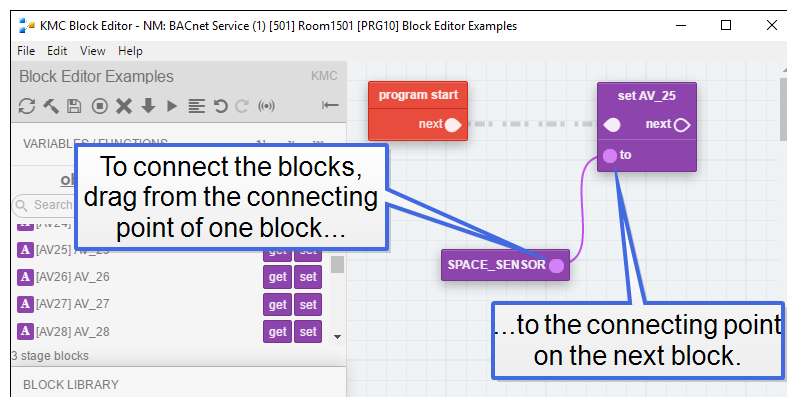 KMC Block Editor - NM: BACnet Service (1) [501] Room1501 [PRG10] Block Editor Examples
File Edit View Help
Block Editor Examples KMC
VARIABLES / FUNCTIONS
Search
[AV25] AV_25 get set
[AV26] AV_26 get set
[AV27] AV_27 get set
[AV28] AV_28 get set
3 stage blocks
BLOCK LIBRARY
program start
next
set AV_25
next
to
SPACE_SENSOR
To connect the blocks,
drag from the connecting
point of one block...
...to the connecting point
on the next block.